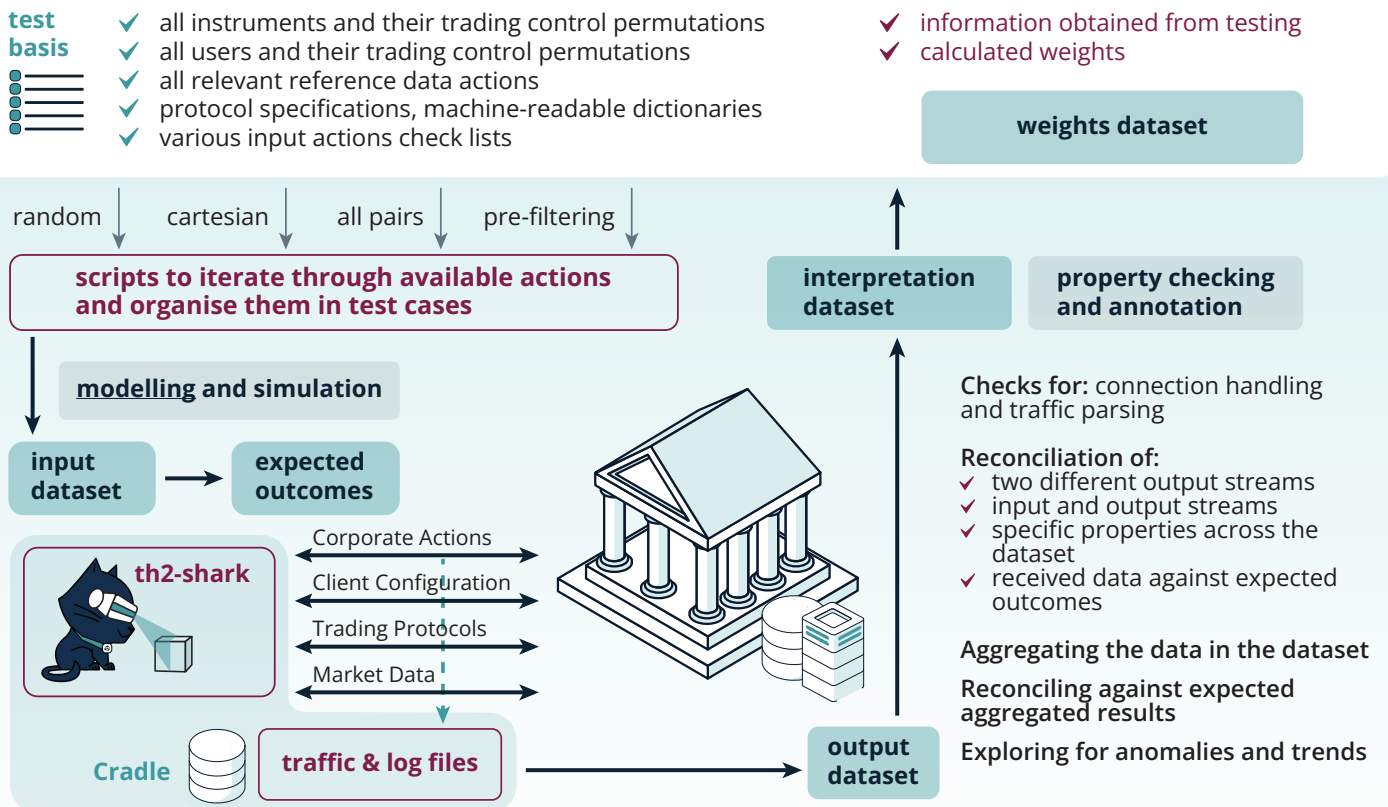 test
basis
all instruments and their trading control permutations
all users and their trading control permutations
all relevant reference data actions
protocol specifications, machine-readable dictionaries
various input actions check lists
information obtained from testing
calculated weights
weights dataset
random
cartesian
all pairs
pre-filtering
scripts to iterate through available actions
and organise them in test cases
interpretation
dataset
property checking
and annotation
modelling and simulation
input
dataset
expected
outcomes
Checks for: connection handling
and traffic parsing
Reconciliation of:
two different output streams
input and output streams
specific properties across the
dataset
received data against expected
outcomes
Aggregating the data in the dataset
Reconciling against expected
aggregated results
Exploring for anomalies and trends
th2-shark
Corporate Actions
Client Configuration
Trading Protocols
Market Data
Cradle
traffic & log files
output
dataset